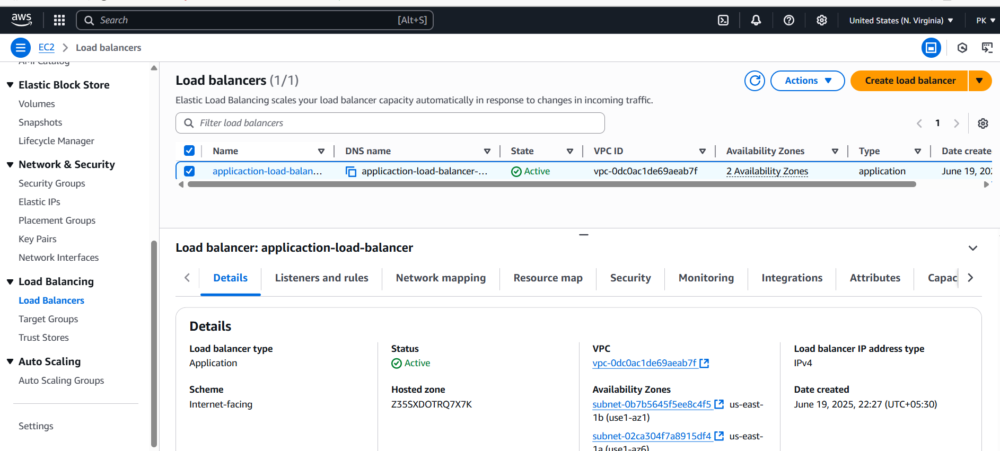 aws
Search
[Alt+S]
United States (N. Virginia)
PK
EC2
Load balancers
AMI Catalog
Elastic Block Store
Volumes
Snapshots
Lifecycle Manager
Network & Security
Security Groups
Elastic IPs
Placement Groups
Key Pairs
Network Interfaces
Load Balancing
Load Balancers
Target Groups
Trust Stores
Auto Scaling
Auto Scaling Groups
Settings
Load balancers (1/1)
Actions
Create load balancer
Elastic Load Balancing scales your load balancer capacity automatically in response to changes in incoming traffic.
Filter load balancers
1
Name DNS name State VPC ID Availability Zones Type Date create
applicaction-load-balan... applicaction-load-balancer-... Active vpc-0dc0ac1de69aeab7f 2 Availability Zones application June 19, 202
Load balancer: applicaction-load-balancer
Details Listeners and rules Network mapping Resource map Security Monitoring Integrations Attributes Capac
Details
Load balancer type
Application
Scheme
Internet-facing
Status
Active
Hosted zone
Z35SXDOTRQ7X7K
VPC
vpc-0dc0ac1de69aeab7f
Availability Zones
subnet-0b7b5645f5ee8c4f5 us-east-
1b (use1-az1)
subnet-02ca304f7a8915df4 us-east-
1a (use1-az6)
Load balancer IP address type
IPv4
Date created
June 19, 2025, 22:27 (UTC+05:30)